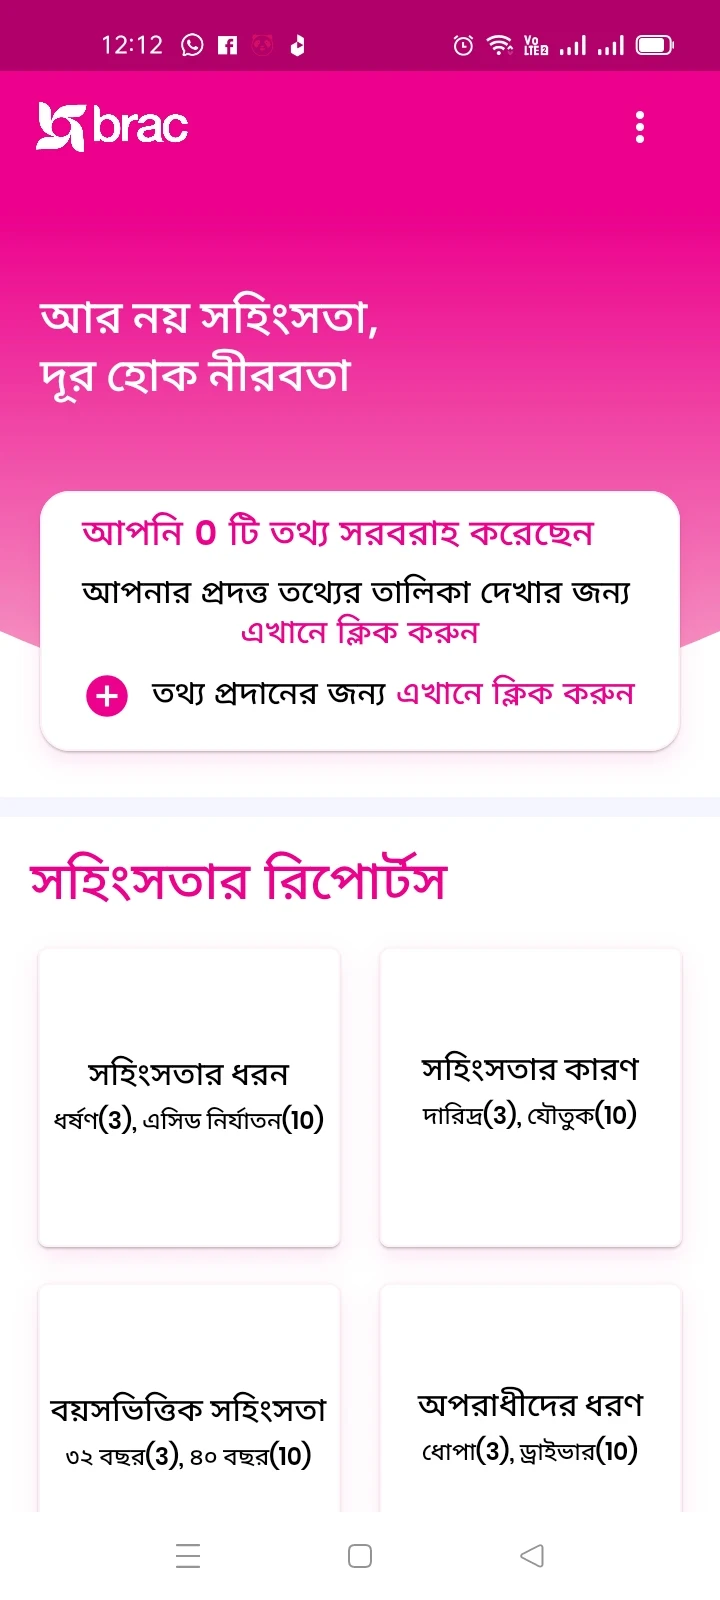 12:12
Vo
LTE2
brac
আর নয় সহিংসতা,
দূর হোক নীরবতা
আপনি 0 টি তথ্য সরবরাহ করেছেন
আপনার প্রদত্ত তথ্যের তালিকা দেখার জন্য
এখানে ক্লিক করুন
তথ্য প্রদানের জন্য এখানে ক্লিক করুন
সহিংসতার রিপোর্টস
সহিংসতার ধরন
ধর্ষণ(3), এসিড নির্যাতন(10)
সহিংসতার কারণ
দারিদ্র(3), যৌতুক(10)
বয়সভিত্তিক সহিংসতা
৩২ বছর(3), ৪০ বছর(10)
অপরাধীদের ধরণ
ধোপা(3), ড্রাইভার(10)